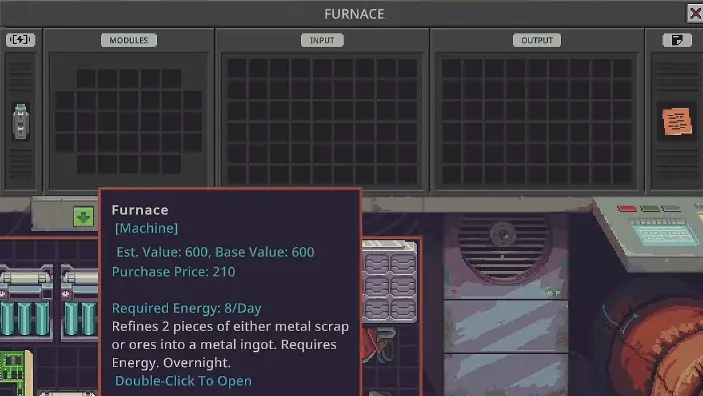 FURNACE
MODULES
INPUT
OUTPUT
Furnace
[Machine]
Est. Value: 600, Base Value: 600
Purchase Price: 210
Required Energy: 8/Day
Refines 2 pieces of either metal scrap
or ores into a metal ingot. Requires
Energy. Overnight.
Double-Click To Open